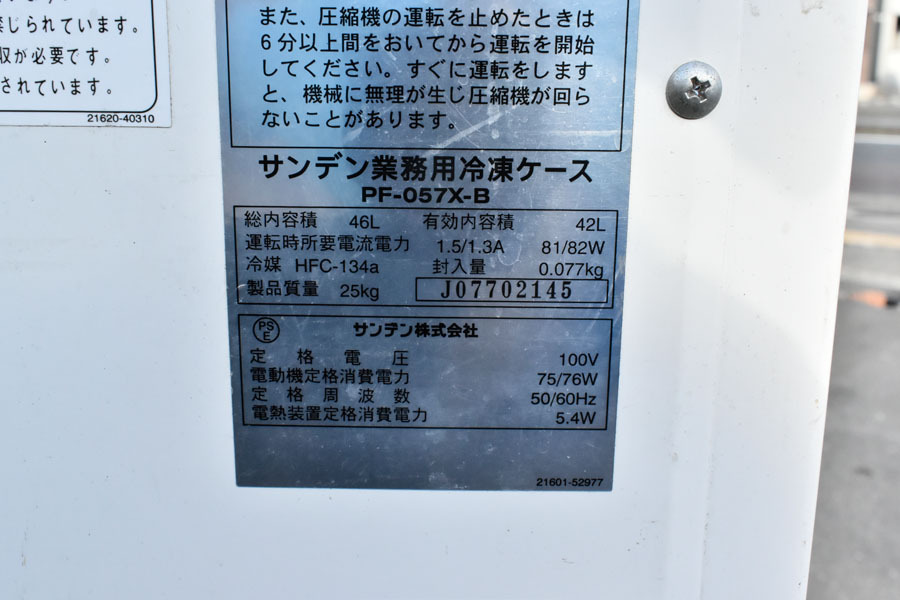 じられています。
収が必要です。
されています。
21620-40310
また、圧縮機の運転を止めたときは
6分以上間をおいてから運転を開始
してください。すぐに運転をします
と、機械に無理が生じ圧縮機が回ら
ないことがあります。
サンデン業務用冷凍ケース
PF-057X-B
総内容積 46L 有効内容積 42L
運転時所要電流電力 1.5/1.3A 81/82W
冷媒 HFC-134a 封入量 0.077kg
製品質量 25kg J07702145
PSE サンデン株式会社
定格電圧 100V
電動機定格消費電力 75/76W
定格周波数 50/60Hz
電熱装置定格消費電力 5.4W
21601-52977